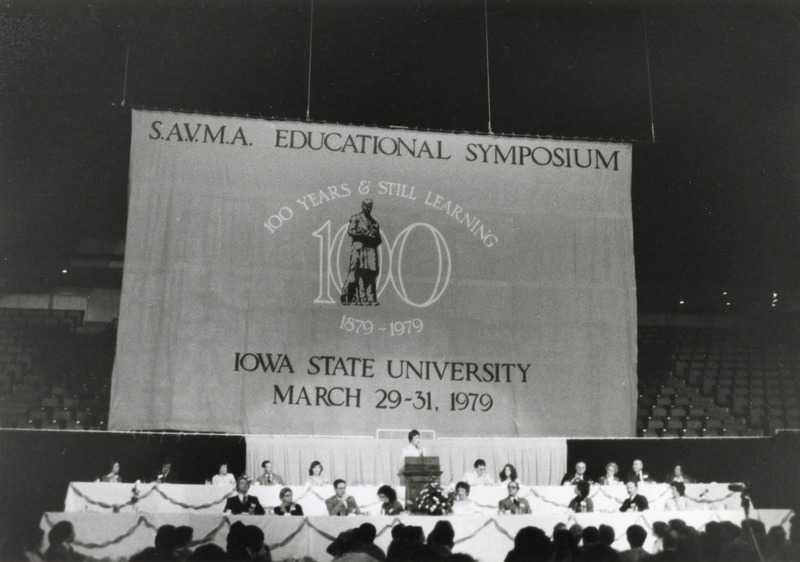 S.A.V.M.A. EDUCATIONAL SYMPOSIUM
100 YEARS & STILL LEARNING
100
1879 - 1979
IOWA STATE UNIVERSITY
MARCH 29-31, 1979